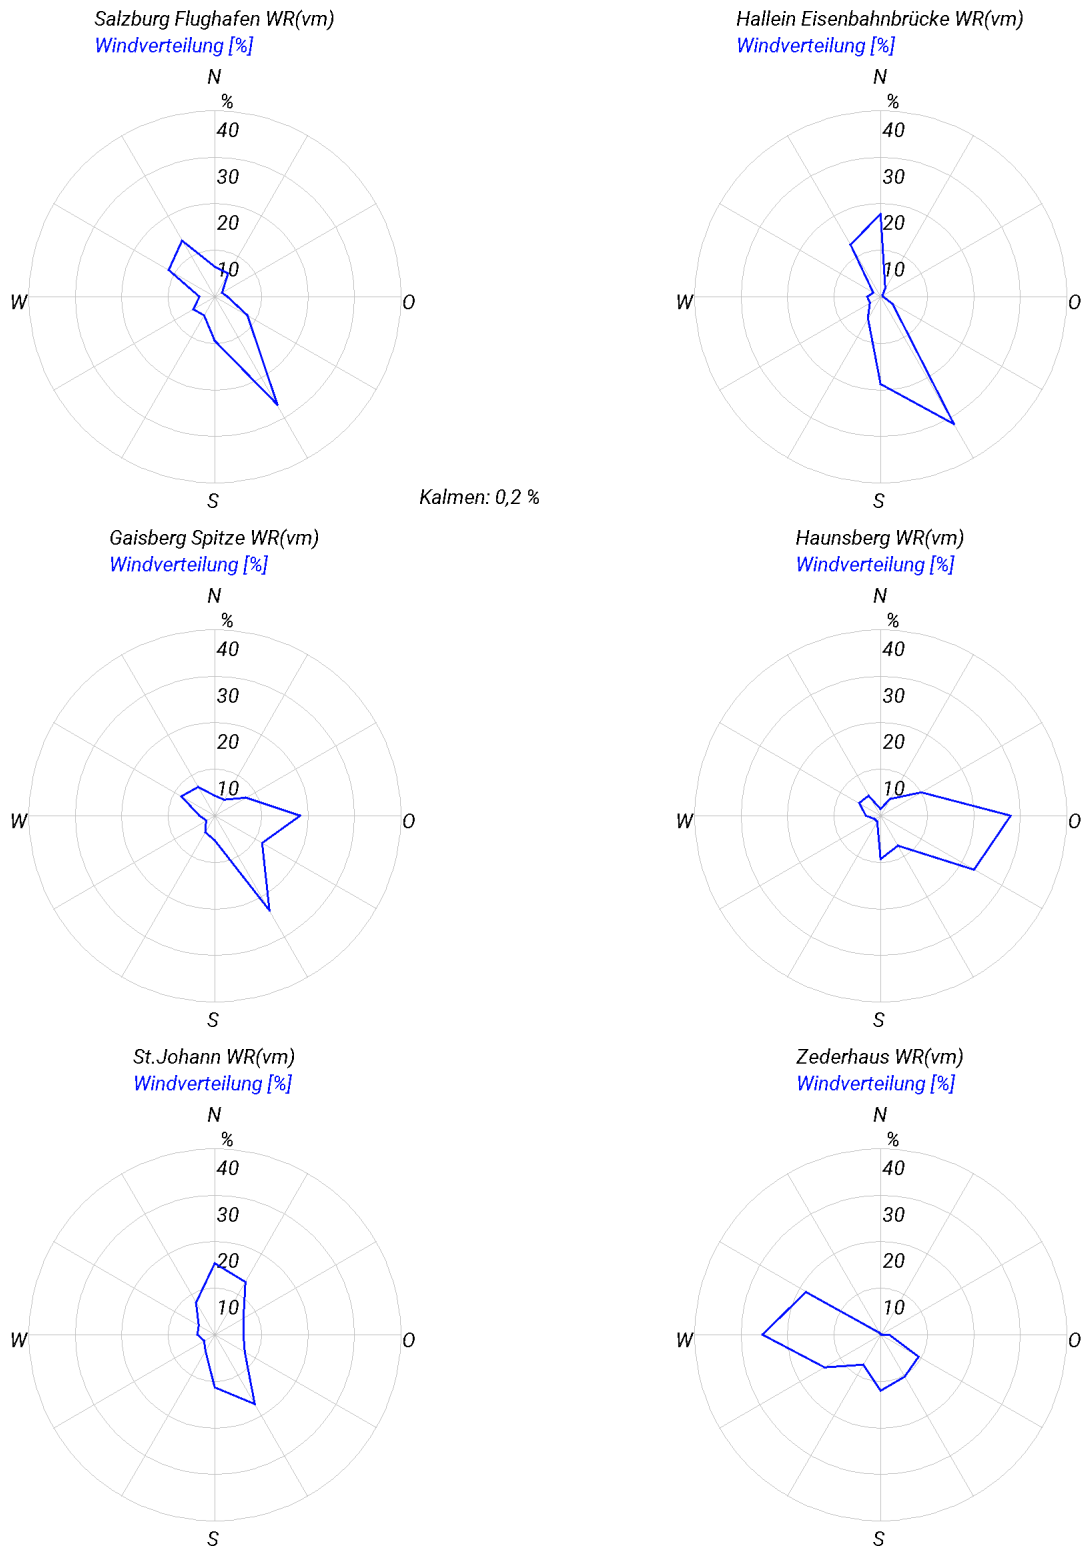 Salzburg Flughafen WR(vm)
Windverteilung [%]
N
%
40
30
20
10
W
O
S
Hallein Eisenbahnbrücke WR(vm)
Windverteilung [%]
N
%
40
30
20
10
W
O
S
Kalmen: 0,2 %
Gaisberg Spitze WR(vm)
Windverteilung [%]
N
%
40
30
20
10
W
O
S
Haunsberg WR(vm)
Windverteilung [%]
N
%
40
30
20
10
W
O
S
St.Johann WR(vm)
Windverteilung [%]
N
%
40
30
20
10
W
O
S
Zederhaus WR(vm)
Windverteilung [%]
N
%
40
30
20
10
W
O
S